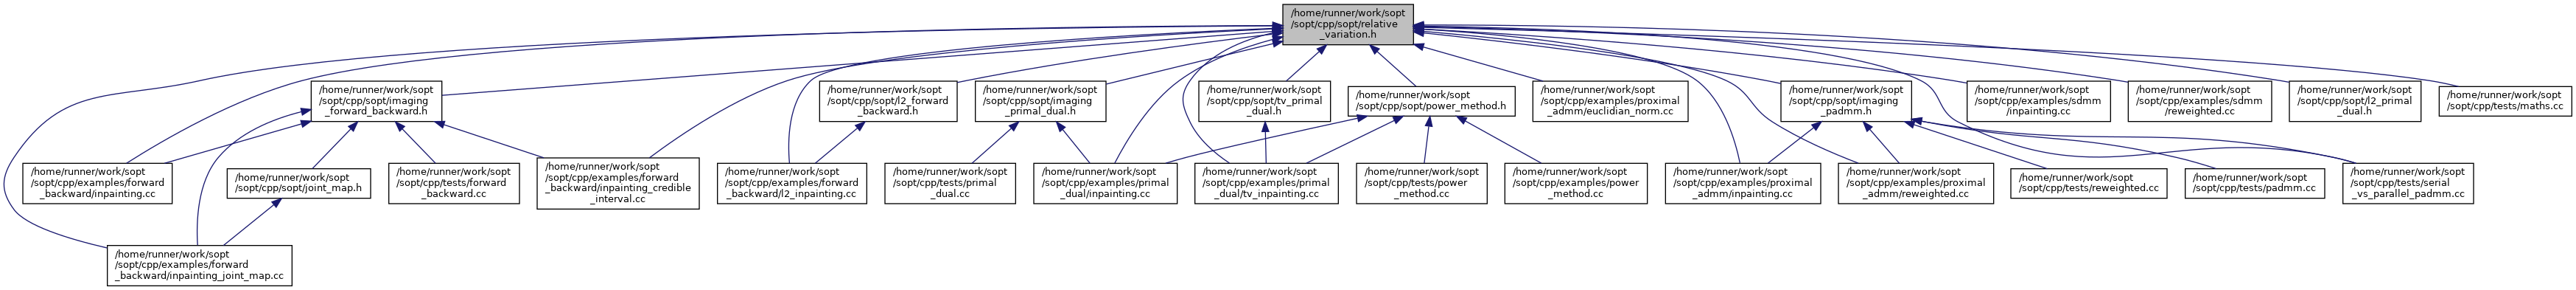 /home/runner/work/sopt
/sopt/cpp/sopt/relative
_variation.h
/home/runner/work/sopt
/sopt/cpp/sopt/imaging
_forward_backward.h
/home/runner/work/sopt
/sopt/cpp/sopt/l2_forward
_backward.h
/home/runner/work/sopt
/sopt/cpp/sopt/imaging
_primal_dual.h
/home/runner/work/sopt
/sopt/cpp/sopt/tv_primal
_dual.h
/home/runner/work/sopt
/sopt/cpp/sopt/power_method.h
/home/runner/work/sopt
/sopt/cpp/examples/proximal
_admm/euclidian_norm.cc
/home/runner/work/sopt
/sopt/cpp/sopt/imaging
_padmm.h
/home/runner/work/sopt
/sopt/cpp/examples/sdmm
/inpainting.cc
/home/runner/work/sopt
/sopt/cpp/examples/sdmm
/reweighted.cc
/home/runner/work/sopt
/sopt/cpp/sopt/l2_primal
_dual.h
/home/runner/work/sopt
/sopt/cpp/tests/maths.cc
/home/runner/work/sopt
/sopt/cpp/examples/forward
_backward/inpainting.cc
/home/runner/work/sopt
/sopt/cpp/sopt/joint_map.h
/home/runner/work/sopt
/sopt/cpp/tests/forward
_backward.cc
/home/runner/work/sopt
/sopt/cpp/examples/forward
_backward/inpainting_credible
_interval.cc
/home/runner/work/sopt
/sopt/cpp/examples/forward
_backward/l2_inpainting.cc
/home/runner/work/sopt
/sopt/cpp/tests/primal
_dual.cc
/home/runner/work/sopt
/sopt/cpp/examples/primal
_dual/inpainting.cc
/home/runner/work/sopt
/sopt/cpp/examples/primal
_dual/tv_inpainting.cc
/home/runner/work/sopt
/sopt/cpp/tests/power
_method.cc
/home/runner/work/sopt
/sopt/cpp/examples/power
_method.cc
/home/runner/work/sopt
/sopt/cpp/examples/proximal
_admm/inpainting.cc
/home/runner/work/sopt
/sopt/cpp/examples/proximal
_admm/reweighted.cc
/home/runner/work/sopt
/sopt/cpp/tests/reweighted.cc
/home/runner/work/sopt
/sopt/cpp/tests/padmm.cc
/home/runner/work/sopt
/sopt/cpp/tests/serial
_vs_parallel_padmm.cc
/home/runner/work/sopt
/sopt/cpp/examples/forward
_backward/inpainting_joint_map.cc